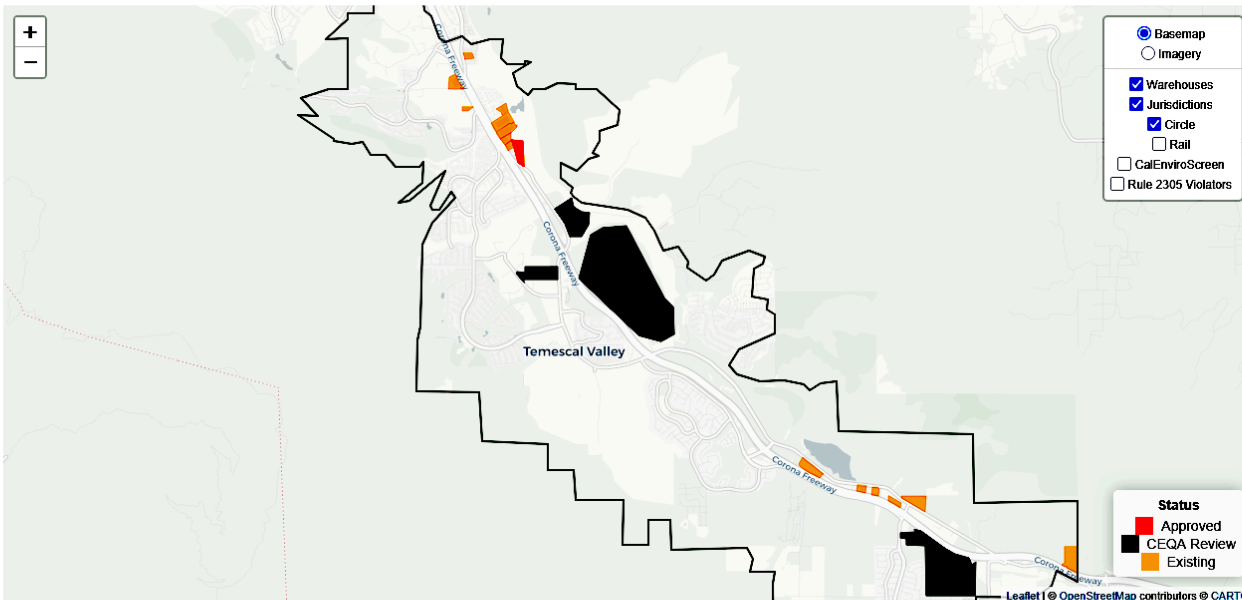 +
−
Corona Freeway
Corona Freeway
Temescal Valley
Corona Freeway
Corona Freeway
Basemap
Imagery
Warehouses
Jurisdictions
Circle
Rail
CalEnviroScreen
Rule 2305 Violators
Status
Approved
CEQA Review
Existing
Leaflet | © OpenStreetMap contributors © CARTO